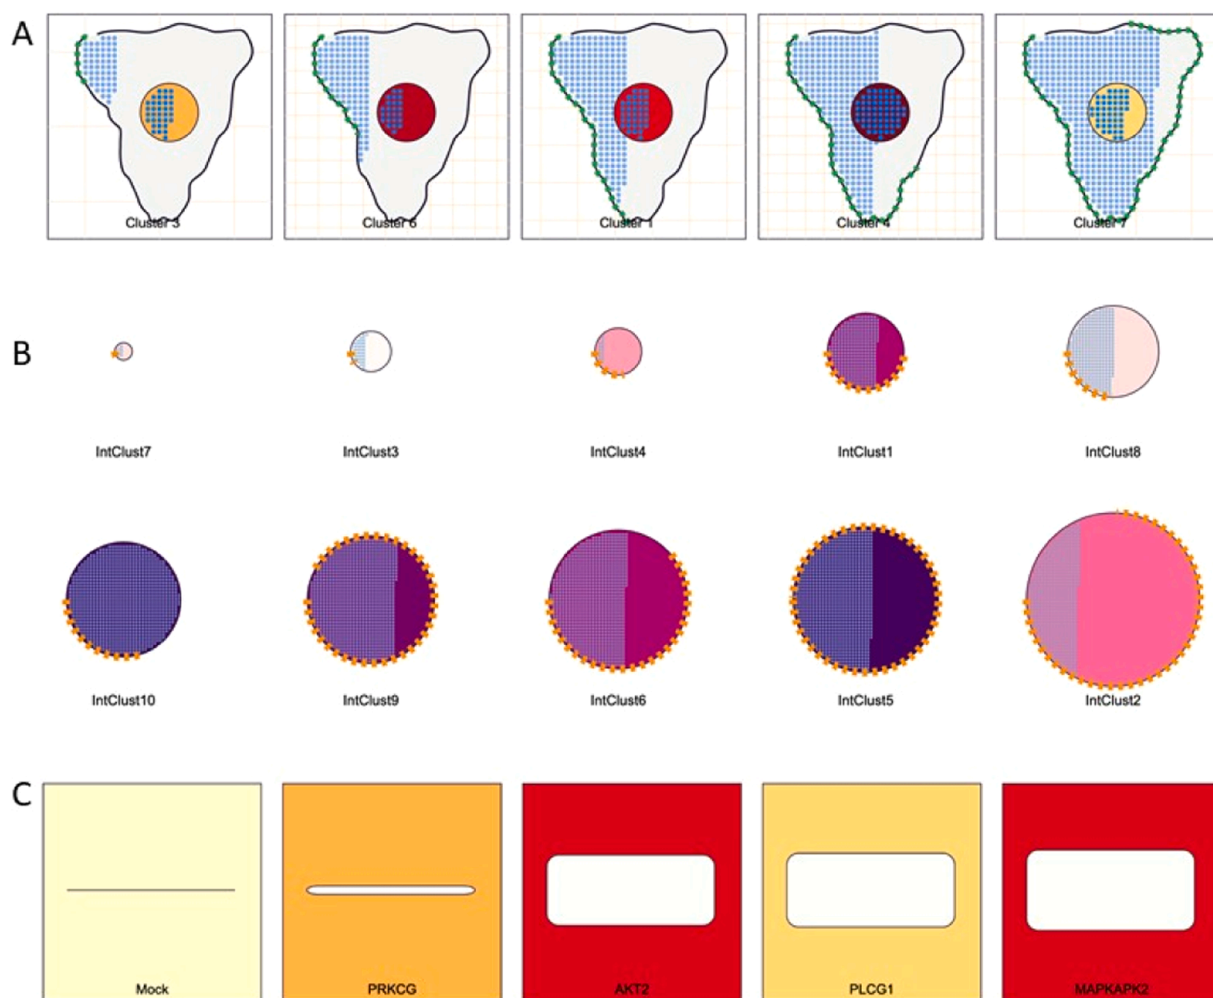 A
Cluster 3 Cluster 6 Cluster 1 Cluster 4 Cluster 7
B
IntClust7 IntClust3 IntClust4 IntClust1 IntClust8
IntClust10 IntClust9 IntClust6 IntClust5 IntClust2
C
Mock PRKCG AKT2 PLCG1 MAPKAPK2